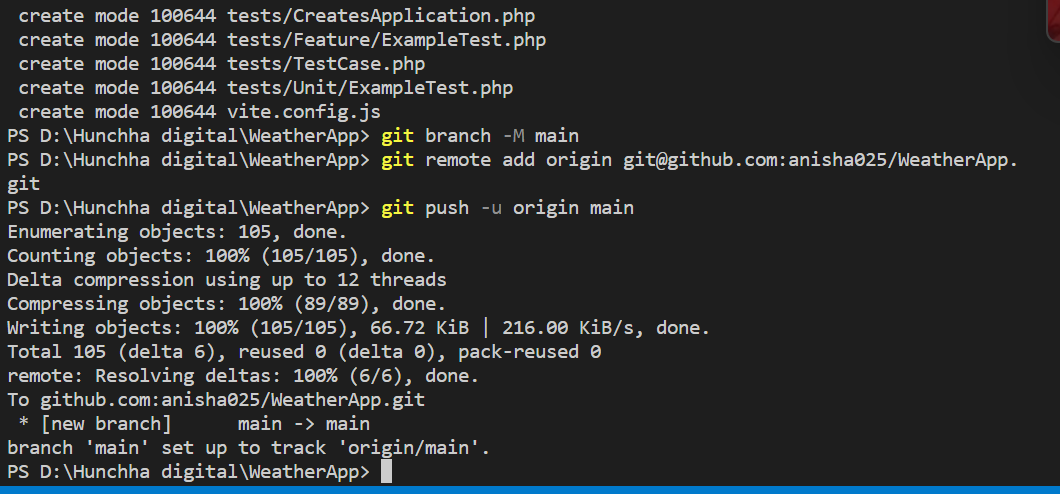 create mode 100644 tests/CreatesApplication.php
create mode 100644 tests/Feature/ExampleTest.php
create mode 100644 tests/TestCase.php
create mode 100644 tests/Unit/ExampleTest.php
create mode 100644 vite.config.js
PS D:\Hunchha digital\WeatherApp> git branch -M main
PS D:\Hunchha digital\WeatherApp> git remote add origin git@github.com:anisha025/WeatherApp.
git
PS D:\Hunchha digital\WeatherApp> git push -u origin main
Enumerating objects: 105, done.
Counting objects: 100% (105/105), done.
Delta compression using up to 12 threads
Compressing objects: 100% (89/89), done.
Writing objects: 100% (105/105), 66.72 KiB | 216.00 KiB/s, done.
Total 105 (delta 6), reused 0 (delta 0), pack-reused 0
remote: Resolving deltas: 100% (6/6), done.
To github.com:anisha025/WeatherApp.git
 * [new branch]      main -> main
branch 'main' set up to track 'origin/main'.
PS D:\Hunchha digital\WeatherApp>